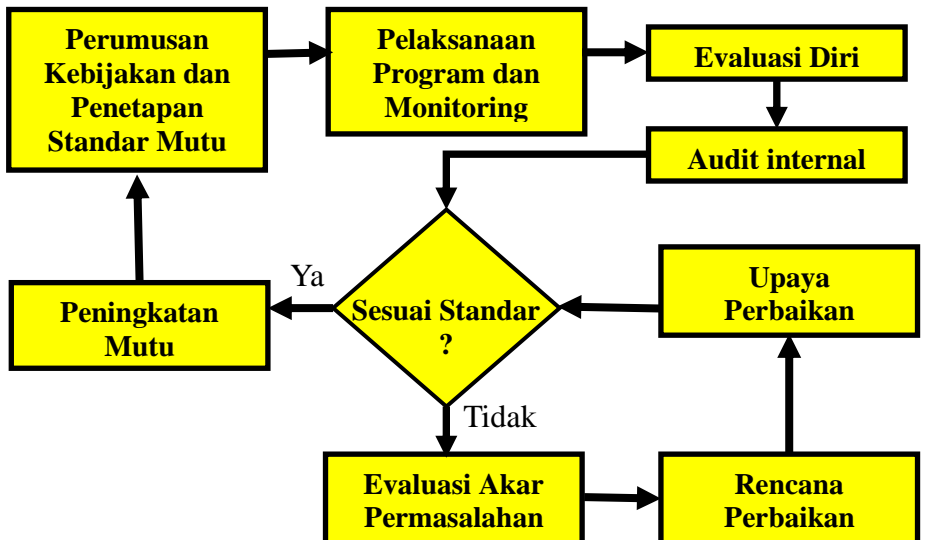 Perumusan
Kebijakan dan
Penetapan
Standar Mutu
Pelaksanaan
Program dan
Monitoring
Evaluasi Diri
Audit internal
Sesuai Standar
?
Ya
Peningkatan
Mutu
Tidak
Evaluasi Akar
Permasalahan
Rencana
Perbaikan
Upaya
Perbaikan